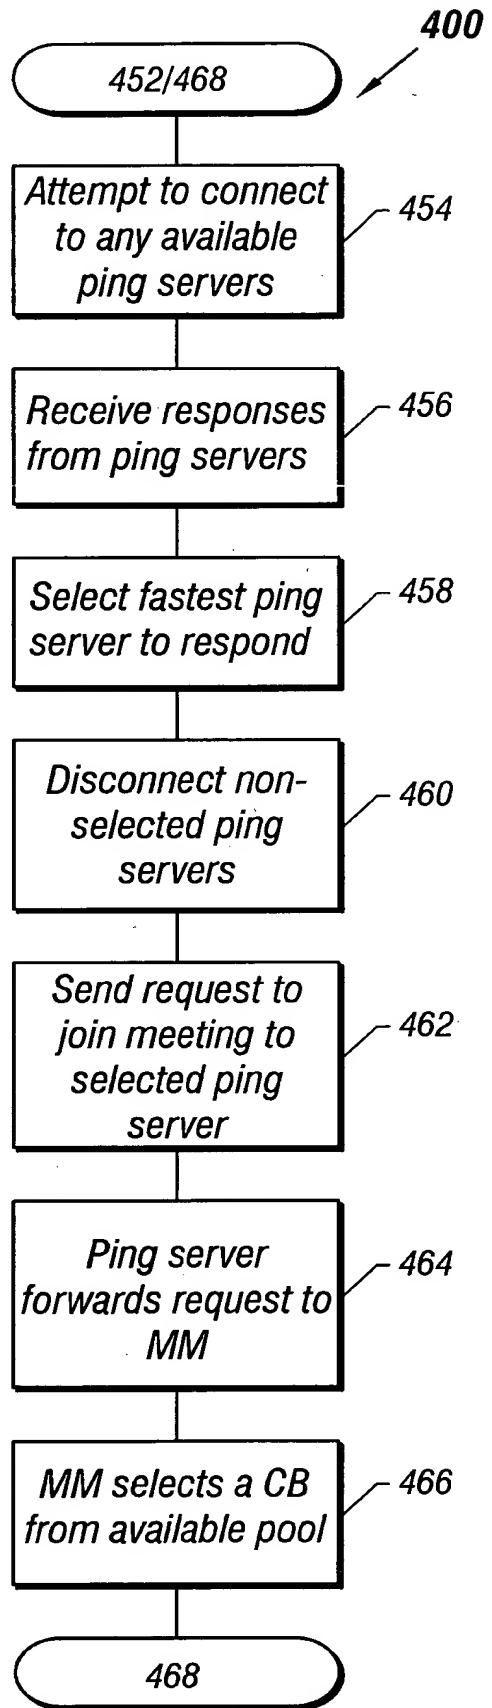 400
452/468
Attempt to connect
to any available
ping servers
454
Receive responses
from ping servers
456
Select fastest ping
server to respond
458
Disconnect non-
selected ping
servers
460
Send request to
join meeting to
selected ping
server
462
Ping server
forwards request to
MM
464
MM selects a CB
from available pool
466
468